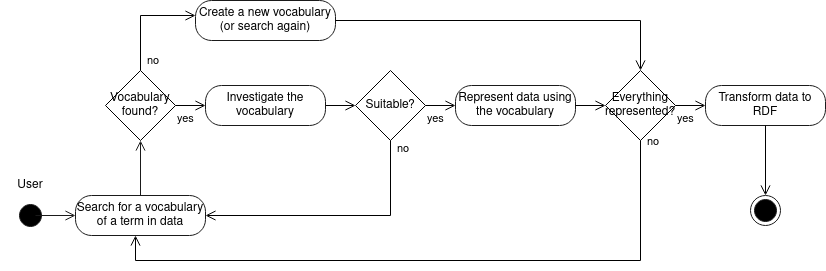 Create a new vocabulary
(or search again)
no
Vocabulary
found?
yes
Investigate the
vocabulary
Suitable?
yes
no
Represent data using
the vocabulary
Everything
represented?
yes
no
Transform data to
RDF
User
Search for a vocabulary
of a term in data